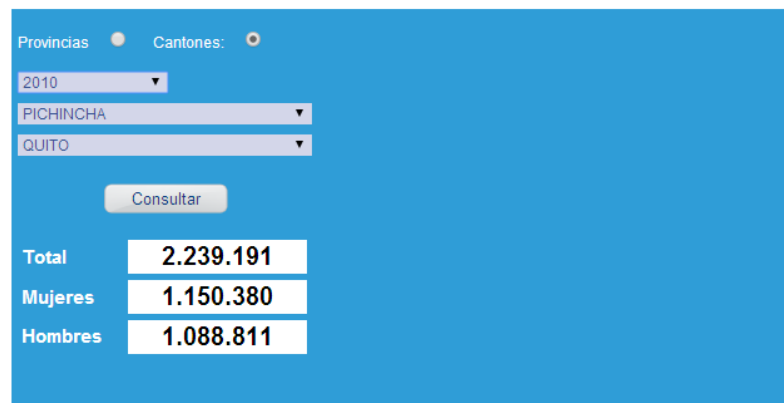 Provincias Cantones:
2010
PICHINCHA
QUITO
Consultar
Total 2.239.191
Mujeres 1.150.380
Hombres 1.088.811